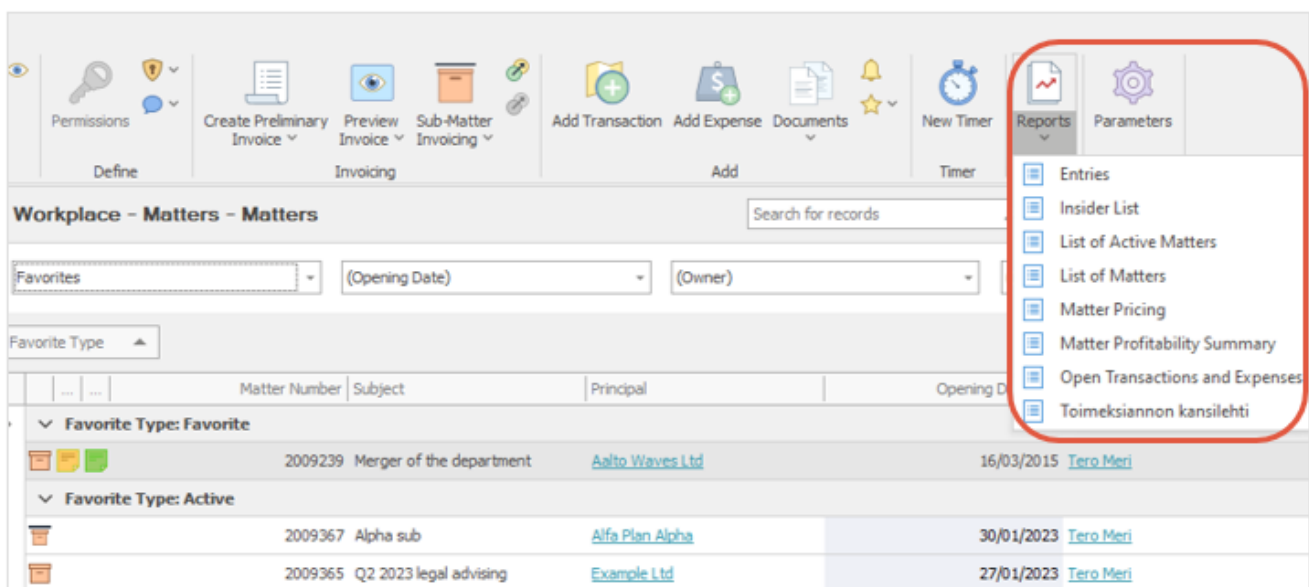 Permissions
Create Preliminary Invoice
Preview Invoice
Sub-Matter Invoicing
Add Transaction
Add Expense
Documents
New Timer
Reports
Parameters
Define
Invoicing
Add
Timer
Entries
Insider List
List of Active Matters
List of Matters
Matter Pricing
Matter Profitability Summary
Open Transactions and Expenses
Toimeksiannon kansilehti
Workplace - Matters - Matters
Search for records
Favorites
(Opening Date)
(Owner)
Favorite Type
... ... Matter Number Subject Principal Opening D
Favorite Type: Favorite
2009239 Merger of the department Aalto Waves Ltd 16/03/2015 Tero Meri
Favorite Type: Active
2009367 Alpha sub Alfa Plan Alpha 30/01/2023 Tero Meri
2009365 Q2 2023 legal advising Example Ltd 27/01/2023 Tero Meri